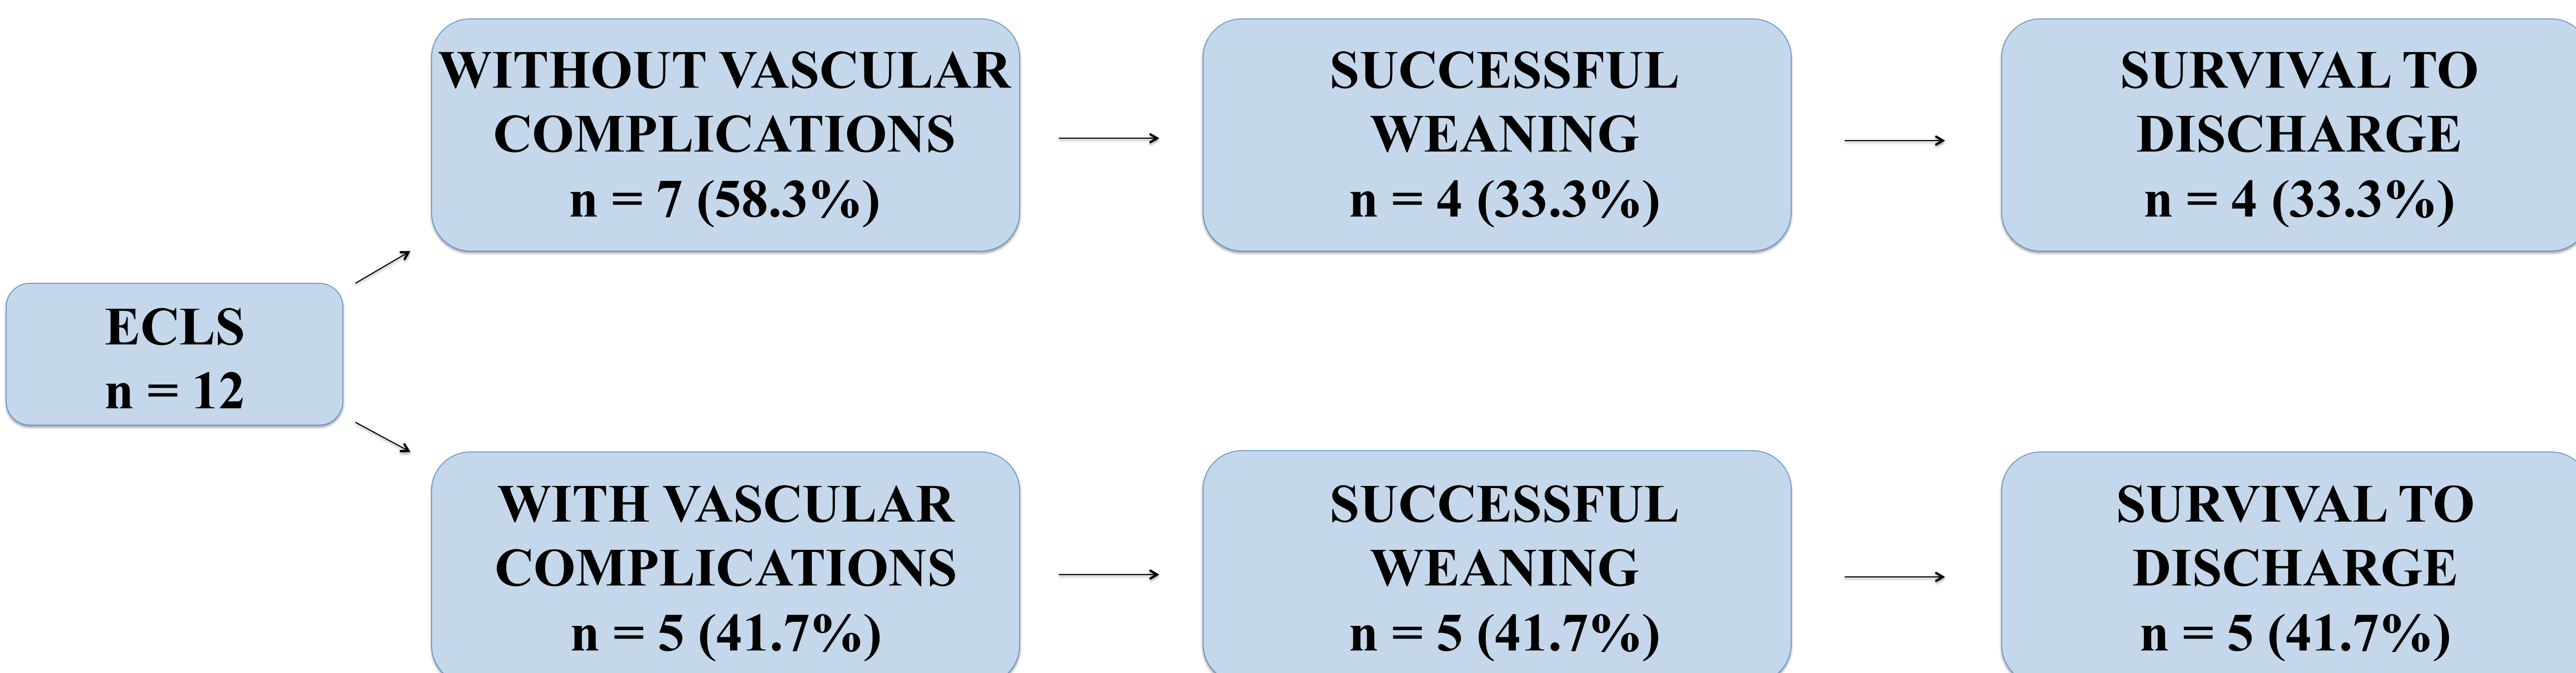 ECLS
n = 12
WITHOUT VASCULAR
COMPLICATIONS
n = 7 (58.3%)
SUCCESSFUL
WEANING
n = 4 (33.3%)
SURVIVAL TO
DISCHARGE
n = 4 (33.3%)
WITH VASCULAR
COMPLICATIONS
n = 5 (41.7%)
SUCCESSFUL
WEANING
n = 5 (41.7%)
SURVIVAL TO
DISCHARGE
n = 5 (41.7%)